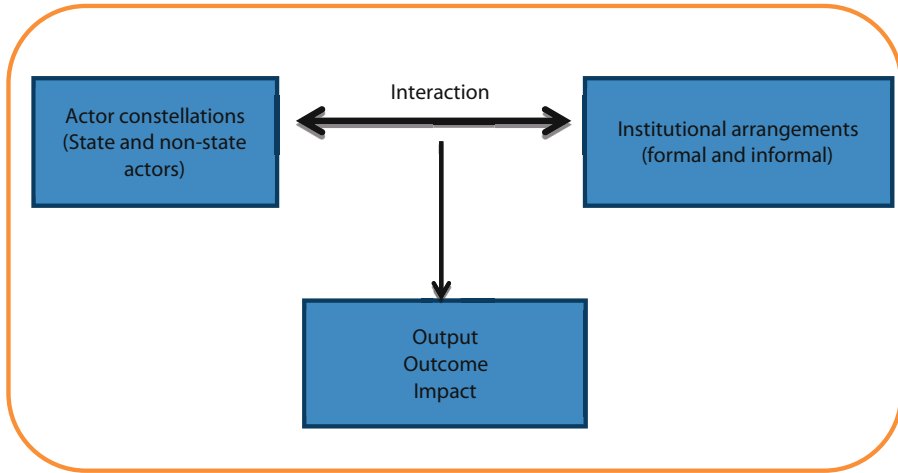 Interaction
Actor constellations
(State and non-state
actors)
Institutional arrangements
(formal and informal)
Output
Outcome
Impact